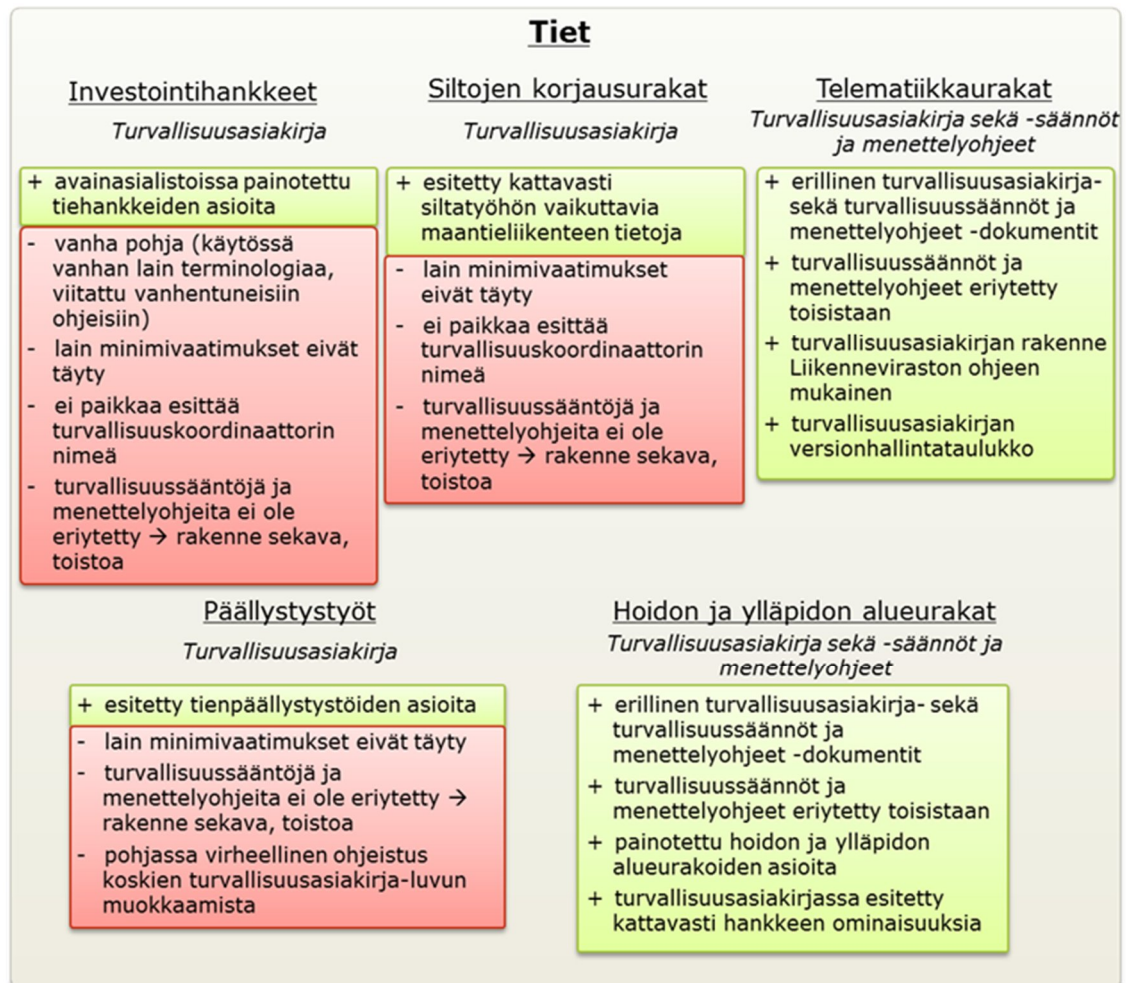 Tiet
Investointihankkeet
Turvallisuusasiakirja
+ avainasialistoissa painotettu
tiehankkeiden asioita
- vanha pohja (käytössä
vanhan lain terminologiaa,
viitattu vanhentuneisiin
ohjeisiin)
- lain minimivaatimukset eivät
täyty
- ei paikkaa esittää
turvallisuuskoordinaattorin
nimeä
- turvallisuussääntöjä ja
menettelyohjeita ei ole
eriytetty → rakenne sekava,
toistoa
Siltojen korjausurakat
Turvallisuusasiakirja
+ esitetty kattavasti
siltatyöhön vaikuttavia
maantieliikenteen tietoja
- lain minimivaatimukset
eivät täyty
- ei paikkaa esittää
turvallisuuskoordinaattorin
nimeä
- turvallisuussääntöjä ja
menettelyohjeita ei ole
eriytetty → rakenne sekava,
toistoa
Telematiikkaurakat
Turvallisuusasiakirja sekä -säännöt
ja menettelyohjeet
+ erillinen turvallisuusasiakirja-
sekä turvallisuussäännöt ja
menettelyohjeet -dokumentit
+ turvallisuussäännöt ja
menettelyohjeet eriytetty
toisistaan
+ turvallisuusasiakirjan rakenne
Liikenneviraston ohjeen
mukainen
+ turvallisuusasiakirjan
versionhallintataulukko
Päällystystyöt
Turvallisuusasiakirja
+ esitetty tienpäällystystöiden asioita
- lain minimivaatimukset eivät täyty
- turvallisuussääntöjä ja
menettelyohjeita ei ole eriytetty →
rakenne sekava, toistoa
- pohjassa virheellinen ohjeistus
koskien turvallisuusasiakirja-luvun
muokkaamista
Hoidon ja ylläpidon alueurakat
Turvallisuusasiakirja sekä -säännöt ja
menettelyohjeet
+ erillinen turvallisuusasiakirja- sekä
turvallisuussäännöt ja
menettelyohjeet -dokumentit
+ turvallisuussäännöt ja
menettelyohjeet eriytetty toisistaan
+ painotettu hoidon ja ylläpidon
alueurakoiden asioita
+ turvallisuusasiakirjassa esitetty
kattavasti hankkeen ominaisuuksia